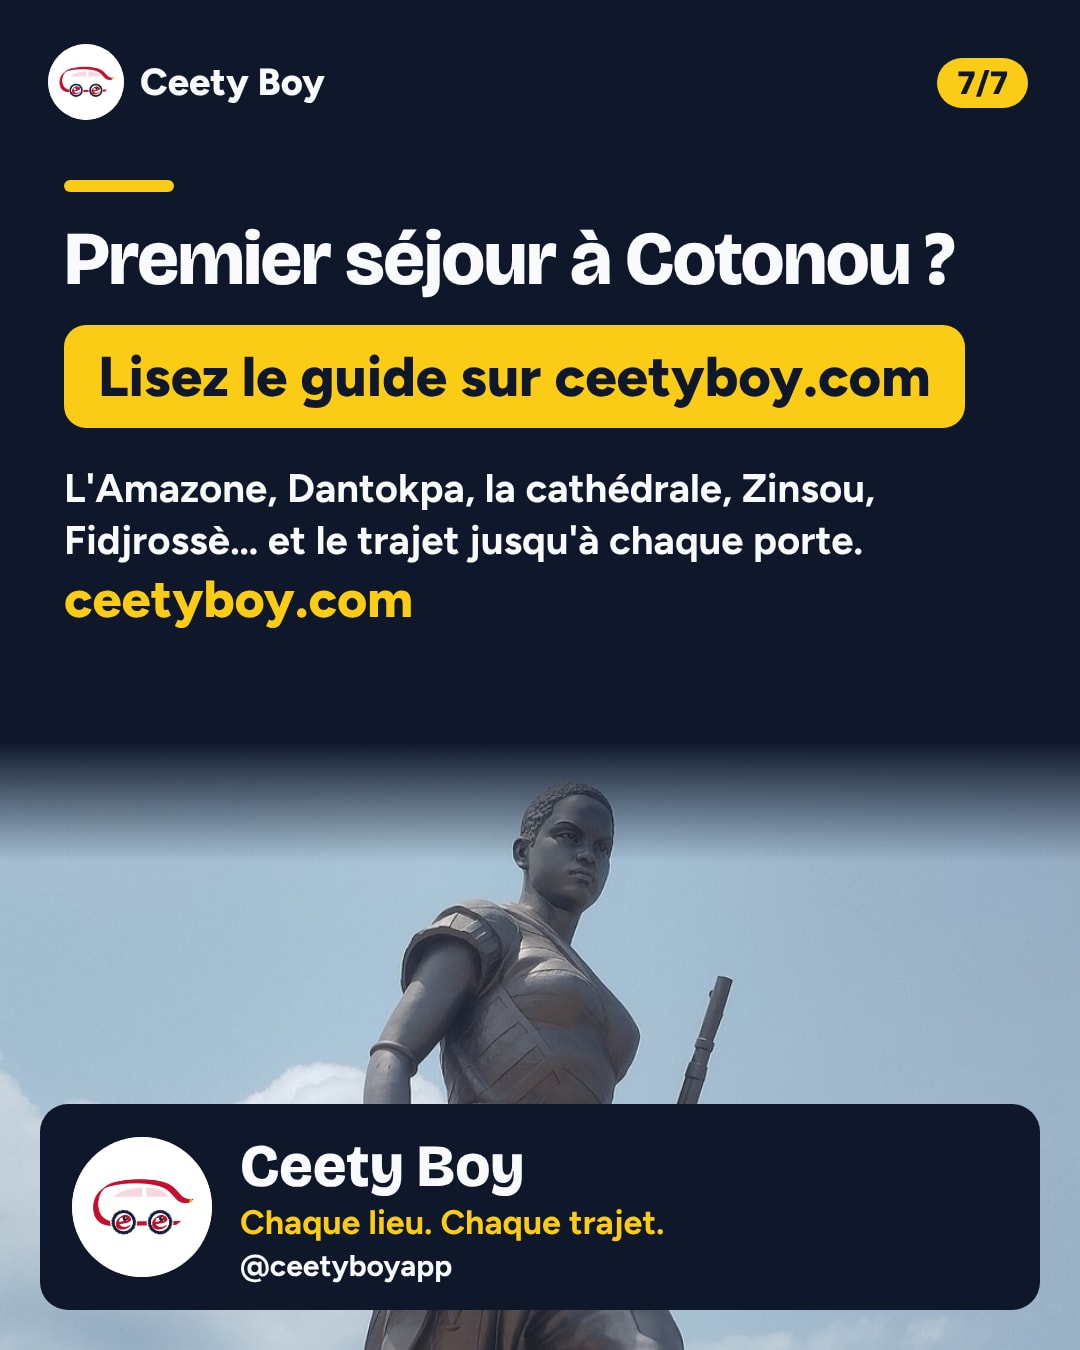 Ceety Boy
7/7
Premier séjour à Cotonou ?
Lisez le guide sur ceetyboy.com
L'Amazone, Dantokpa, la cathédrale, Zinsou,
Fidjrossè... et le trajet jusqu'à chaque porte.
ceetyboy.com
Ceety Boy
Chaque lieu. Chaque trajet.
@ceetyboyapp